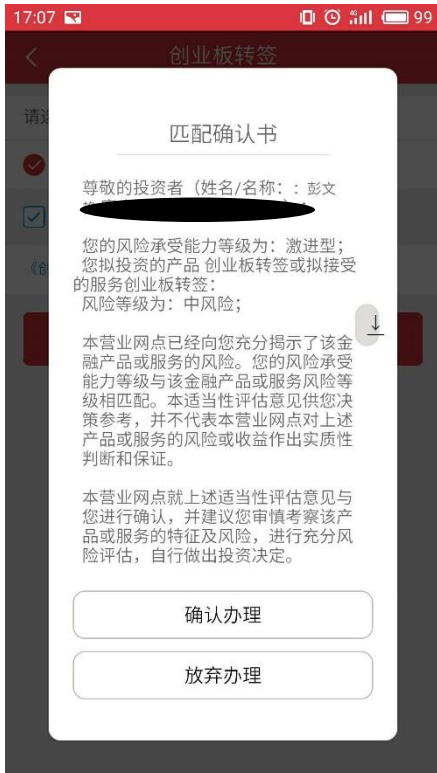 17:07
99
创业板转签
请选
匹配确认书
尊敬的投资者（姓名/名称：: 彭文
您的风险承受能力等级为：激进型；
您拟投资的产品 创业板转签或拟接受
的服务创业板转签：
风险等级为：中风险；
本营业网点已经向您充分揭示了该金
融产品或服务的风险。您的风险承受
能力等级与该金融产品或服务风险等
级相匹配。本适当性评估意见供您决
策参考，并不代表本营业网点对上述
产品或服务的风险或收益作出实质性
判断和保证。
本营业网点就上述适当性评估意见与
您进行确认，并建议您审慎考察该产
品或服务的特征及风险，进行充分风
险评估，自行做出投资决定。
《创
确认办理
放弃办理